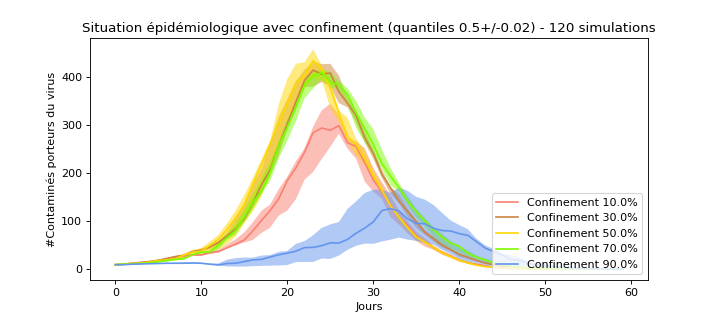 Situation épidémiologique avec confinement (quantiles 0.5+/-0.02) - 120 simulations
#Contaminés porteurs du virus
400
300
200
100
0
0 10 20 30 40 50 60
Jours
Confinement 10.0%
Confinement 30.0%
Confinement 50.0%
Confinement 70.0%
Confinement 90.0%